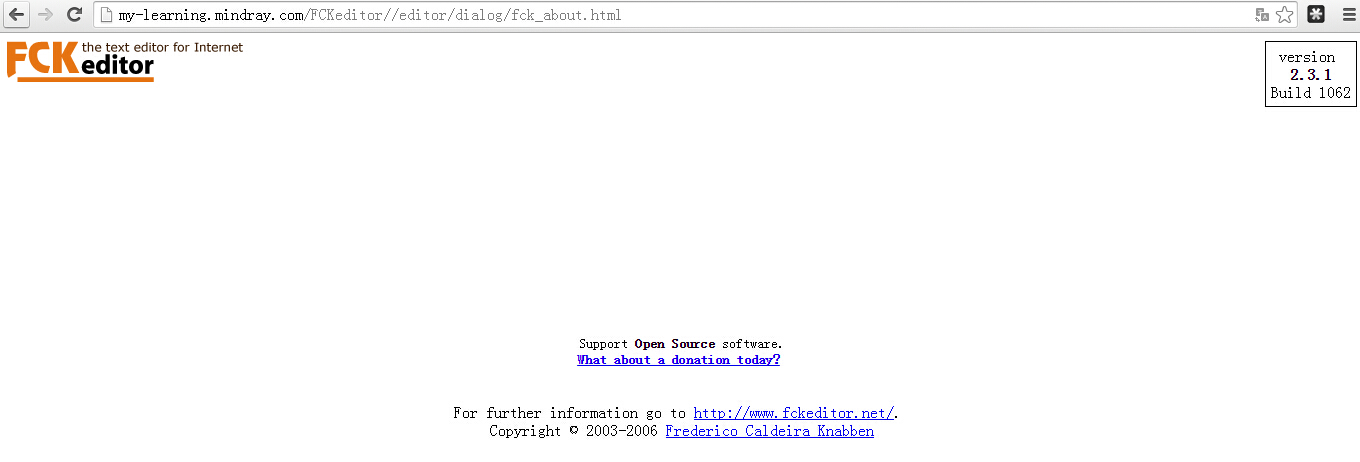 my-learning.mindray.com/FCKeditor//editor/dialog/fck_about.html
FCKeditor the text editor for Internet
version
2.3.1
Build 1062
Support Open Source software.
What about a donation today?
For further information go to http://www.fckeditor.net/.
Copyright © 2003-2006 Frederico Caldeira Knabben